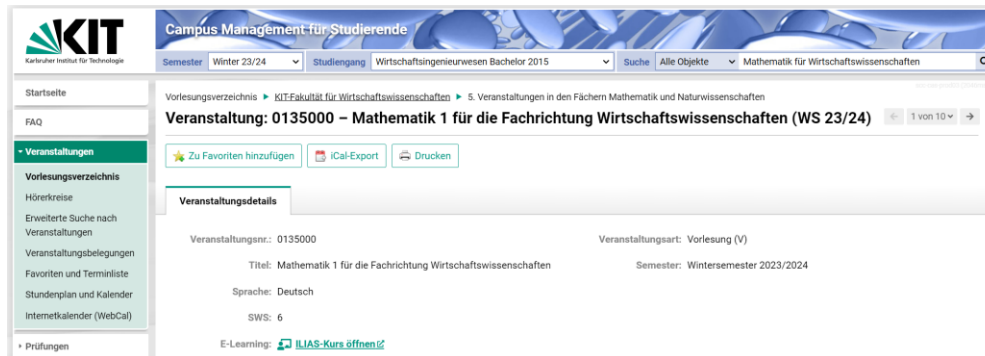 KIT
Karlsruher Institut für Technologie
Campus Management für Studierende
Semester Winter 23/24 Studiengang Wirtschaftsingenieurwesen Bachelor 2015 Suche Alle Objekte Mathematik für Wirtschaftswissenschaften
Startseite
FAQ
Veranstaltungen
Vorlesungsverzeichnis
Hörerkreise
Erweiterte Suche nach
Veranstaltungen
Veranstaltungsbelegungen
Favoriten und Terminliste
Stundenplan und Kalender
Internetkalender (WebCal)
Prüfungen
Vorlesungsverzeichnis ▶ KIT-Fakultät für Wirtschaftswissenschaften ▶ 5. Veranstaltungen in den Fächern Mathematik und Naturwissenschaften
Veranstaltung: 0135000 – Mathematik 1 für die Fachrichtung Wirtschaftswissenschaften (WS 23/24) ← 1 von 10 →
Zu Favoriten hinzufügen iCal-Export Drucken
Veranstaltungsdetails
Veranstaltungsnr.: 0135000 Veranstaltungsart: Vorlesung (V)
Titel: Mathematik 1 für die Fachrichtung Wirtschaftswissenschaften Semester: Wintersemester 2023/2024
Sprache: Deutsch
SWS: 6
E-Learning: ILIAS-Kurs öffnen